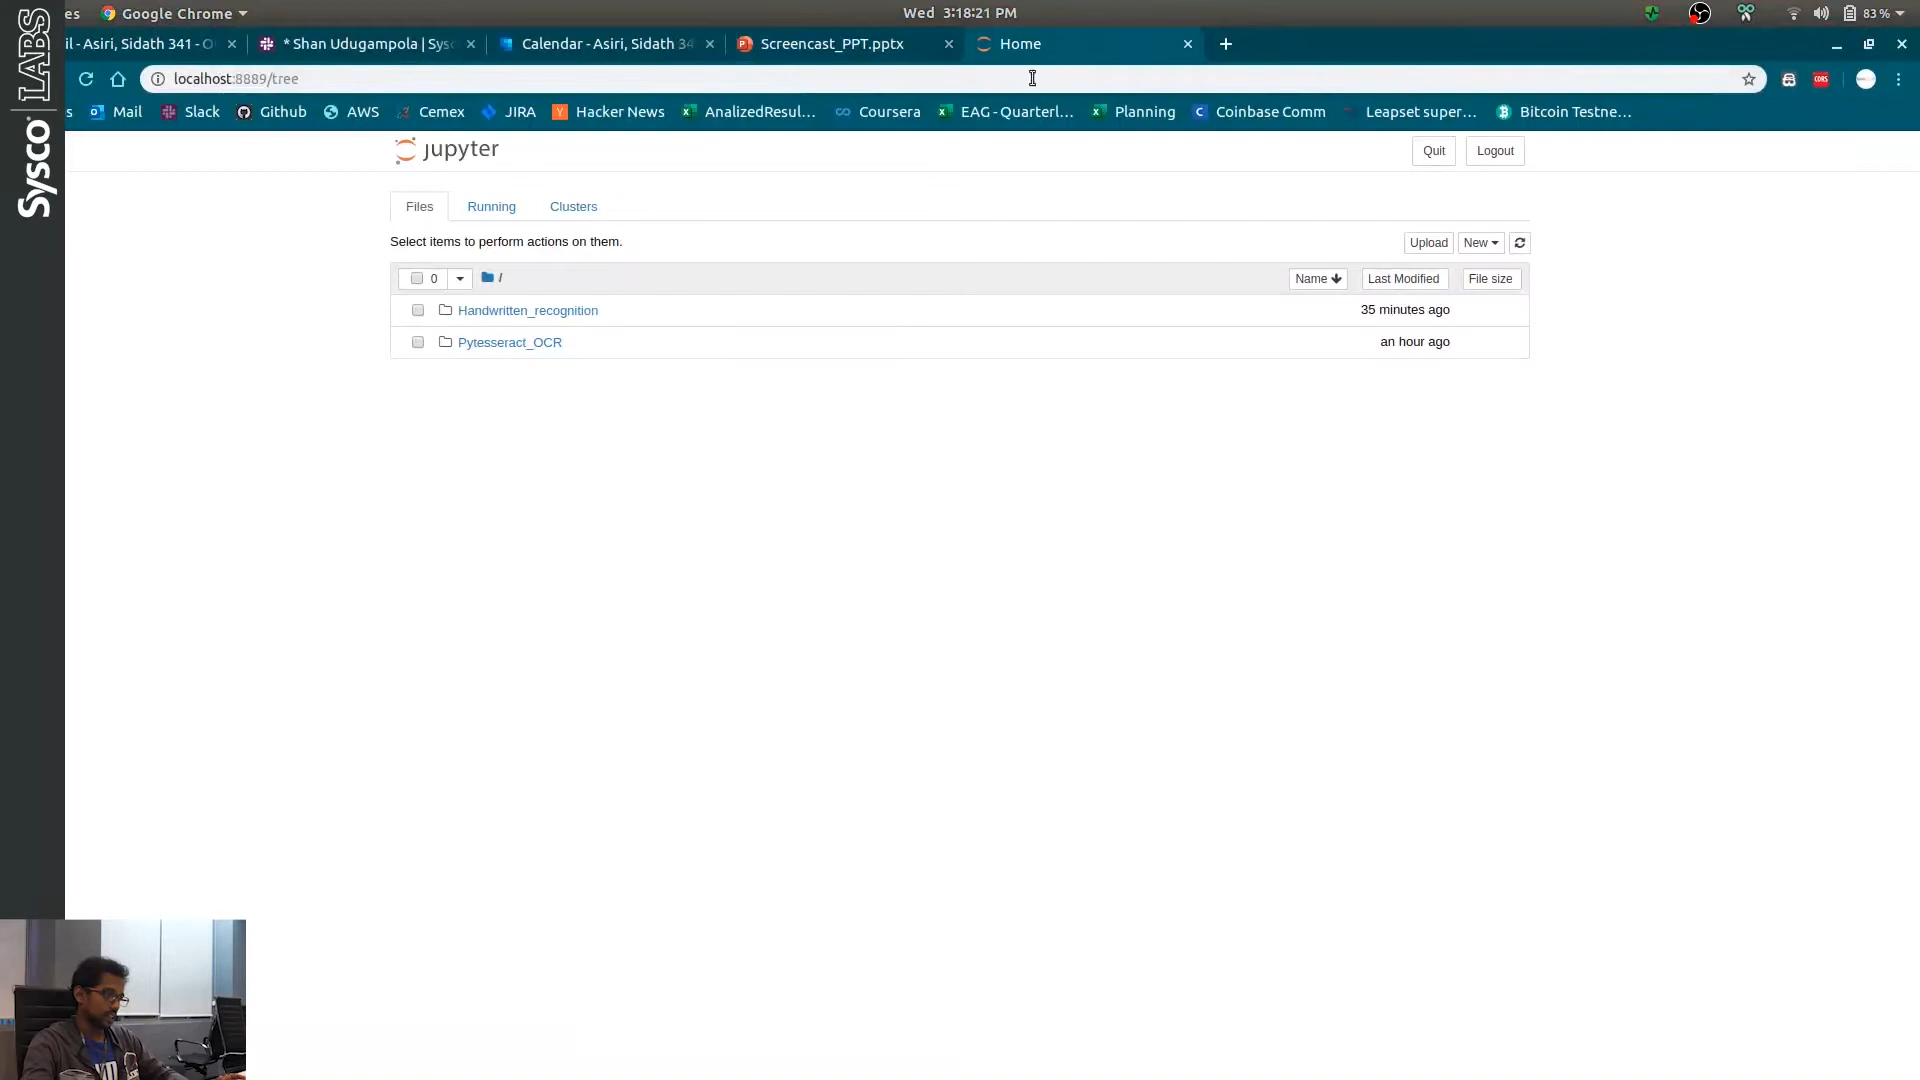 es Google Chrome Wed 3:18:21 PM 83 %
il - Asiri, Sidath 341 - O * Shan Udugampola | Sysc Calendar - Asiri, Sidath 34 Screencast_PPT.pptx Home
localhost:8889/tree CORS
s Mail Slack Github AWS Cemex JIRA Hacker News AnalizedResul... Coursera EAG - Quarterl... Planning Coinbase Comm Leapset super... Bitcoin Testne...
Sysco LABS
jupyter Quit Logout
Files Running Clusters
Select items to perform actions on them. Upload New
0 / Name Last Modified File size
Handwritten_recognition 35 minutes ago
Pytesseract_OCR an hour ago